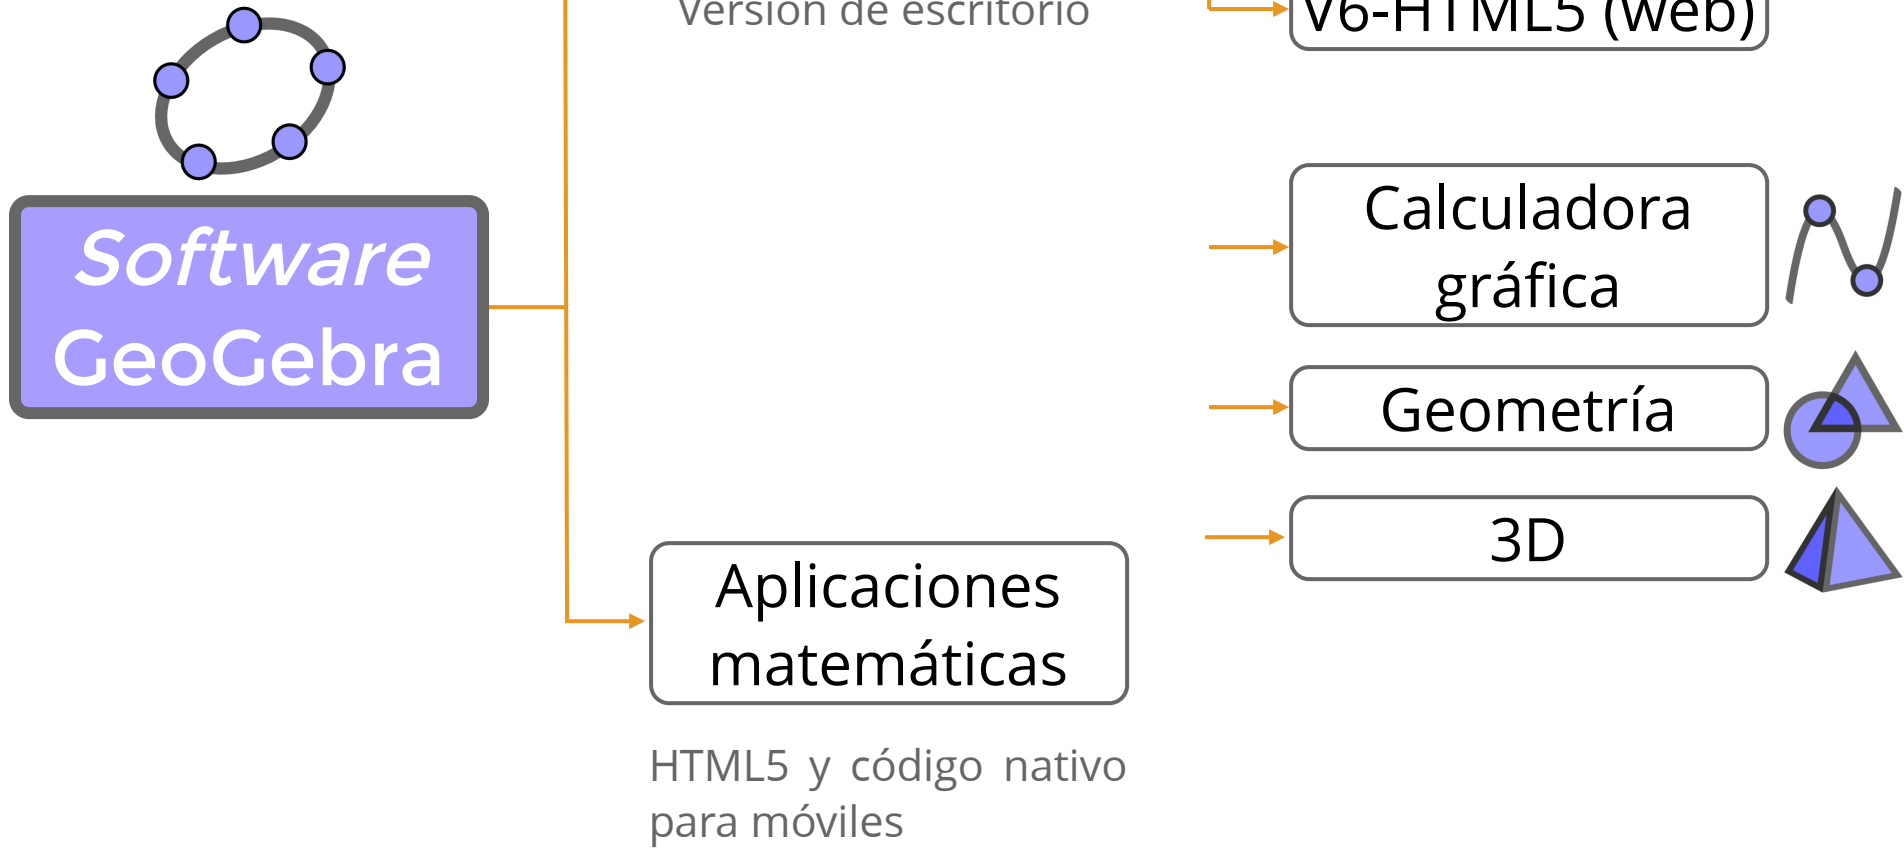 Versión de escritorio
V6-HTML5 (web)
Software
GeoGebra
Calculadora
gráfica
Geometría
3D
Aplicaciones
matemáticas
HTML5 y código nativo
para móviles